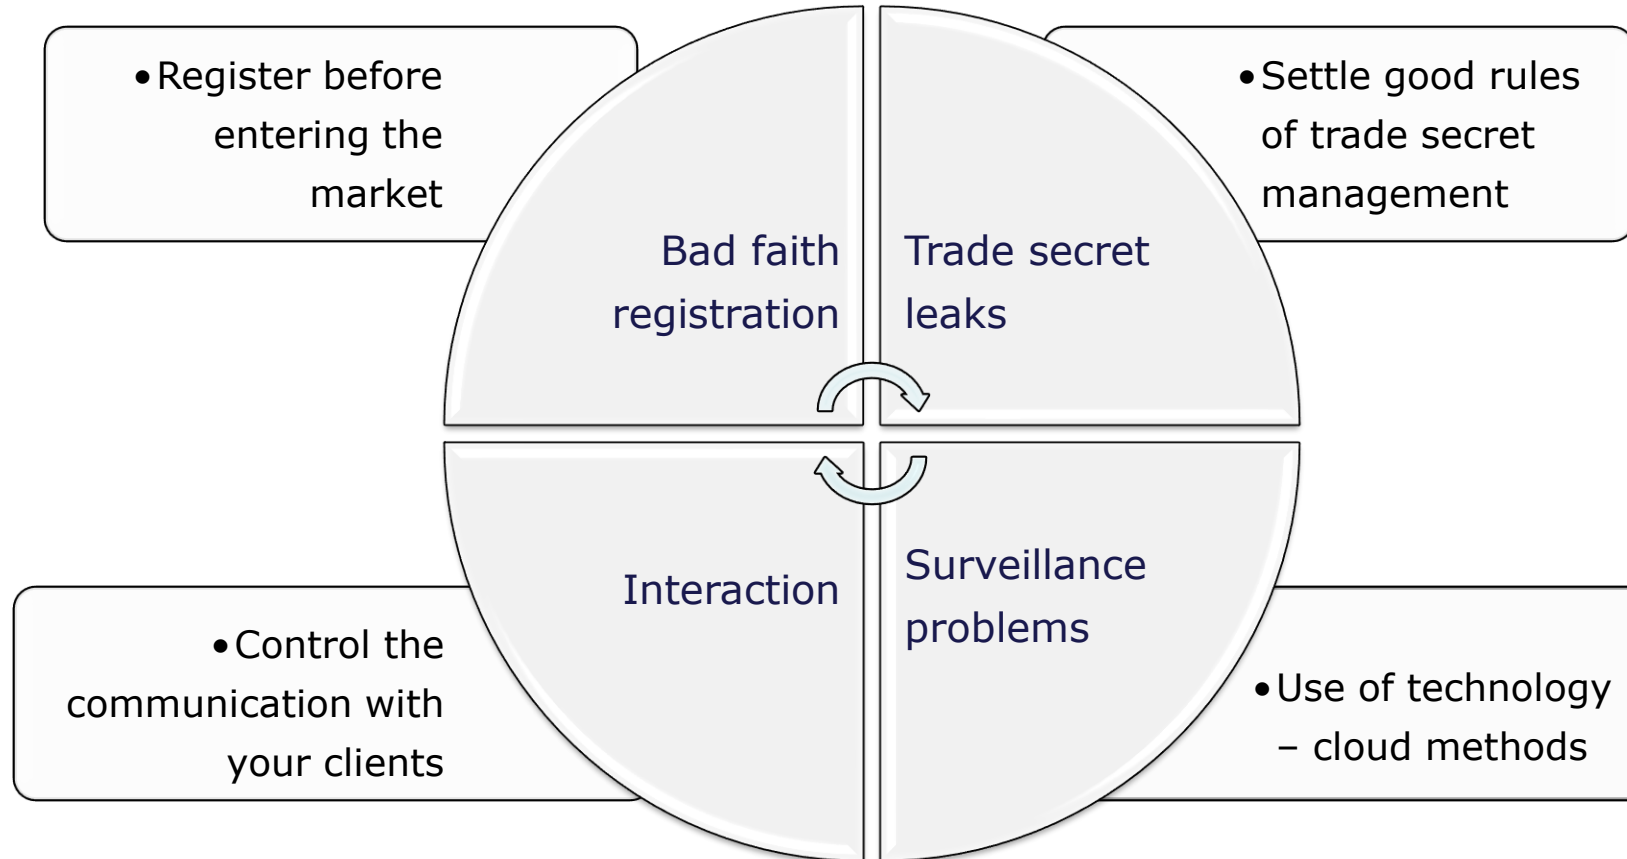 •Register before
entering the
market
•Settle good rules
of trade secret
management
Bad faith
registration
Trade secret
leaks
Interaction
Surveillance
problems
•Control the
communication with
your clients
•Use of technology
– cloud methods